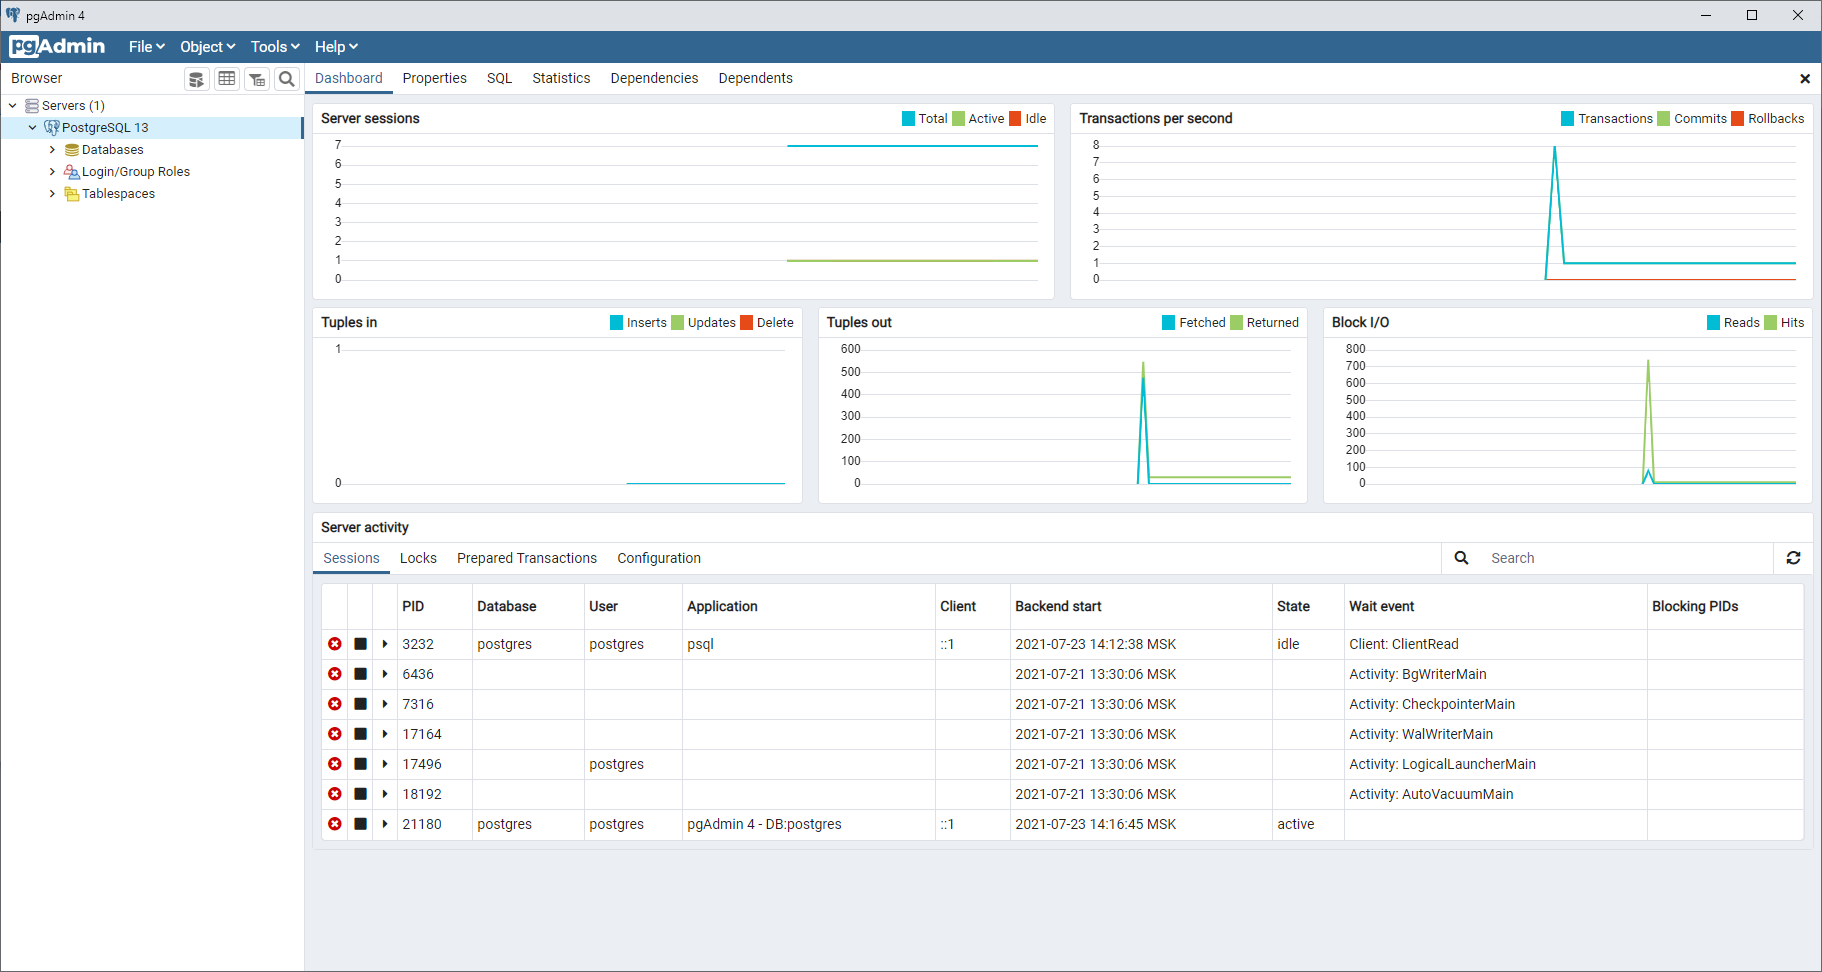 pgAdmin 4
pgAdmin File Object Tools Help
Browser
Dashboard Properties SQL Statistics Dependencies Dependents
Servers (1)
PostgreSQL 13
Databases
Login/Group Roles
Tablespaces
Server sessions Total Active Idle
7
6
5
4
3
2
1
0
Transactions per second Transactions Commits Rollbacks
8
7
6
5
4
3
2
1
0
Tuples in Inserts Updates Delete
1
0
Tuples out Fetched Returned
600
500
400
300
200
100
0
Block I/O Reads Hits
800
700
600
500
400
300
200
100
0
Server activity
Sessions Locks Prepared Transactions Configuration Search
PID Database User Application Client Backend start State Wait event Blocking PIDs
3232 postgres postgres psql ::1 2021-07-23 14:12:38 MSK idle Client: ClientRead
6436 2021-07-21 13:30:06 MSK Activity: BgWriterMain
7316 2021-07-21 13:30:06 MSK Activity: CheckpointerMain
17164 2021-07-21 13:30:06 MSK Activity: WalWriterMain
17496 postgres 2021-07-21 13:30:06 MSK Activity: LogicalLauncherMain
18192 2021-07-21 13:30:06 MSK Activity: AutoVacuumMain
21180 postgres postgres pgAdmin 4 - DB:postgres ::1 2021-07-23 14:16:45 MSK active